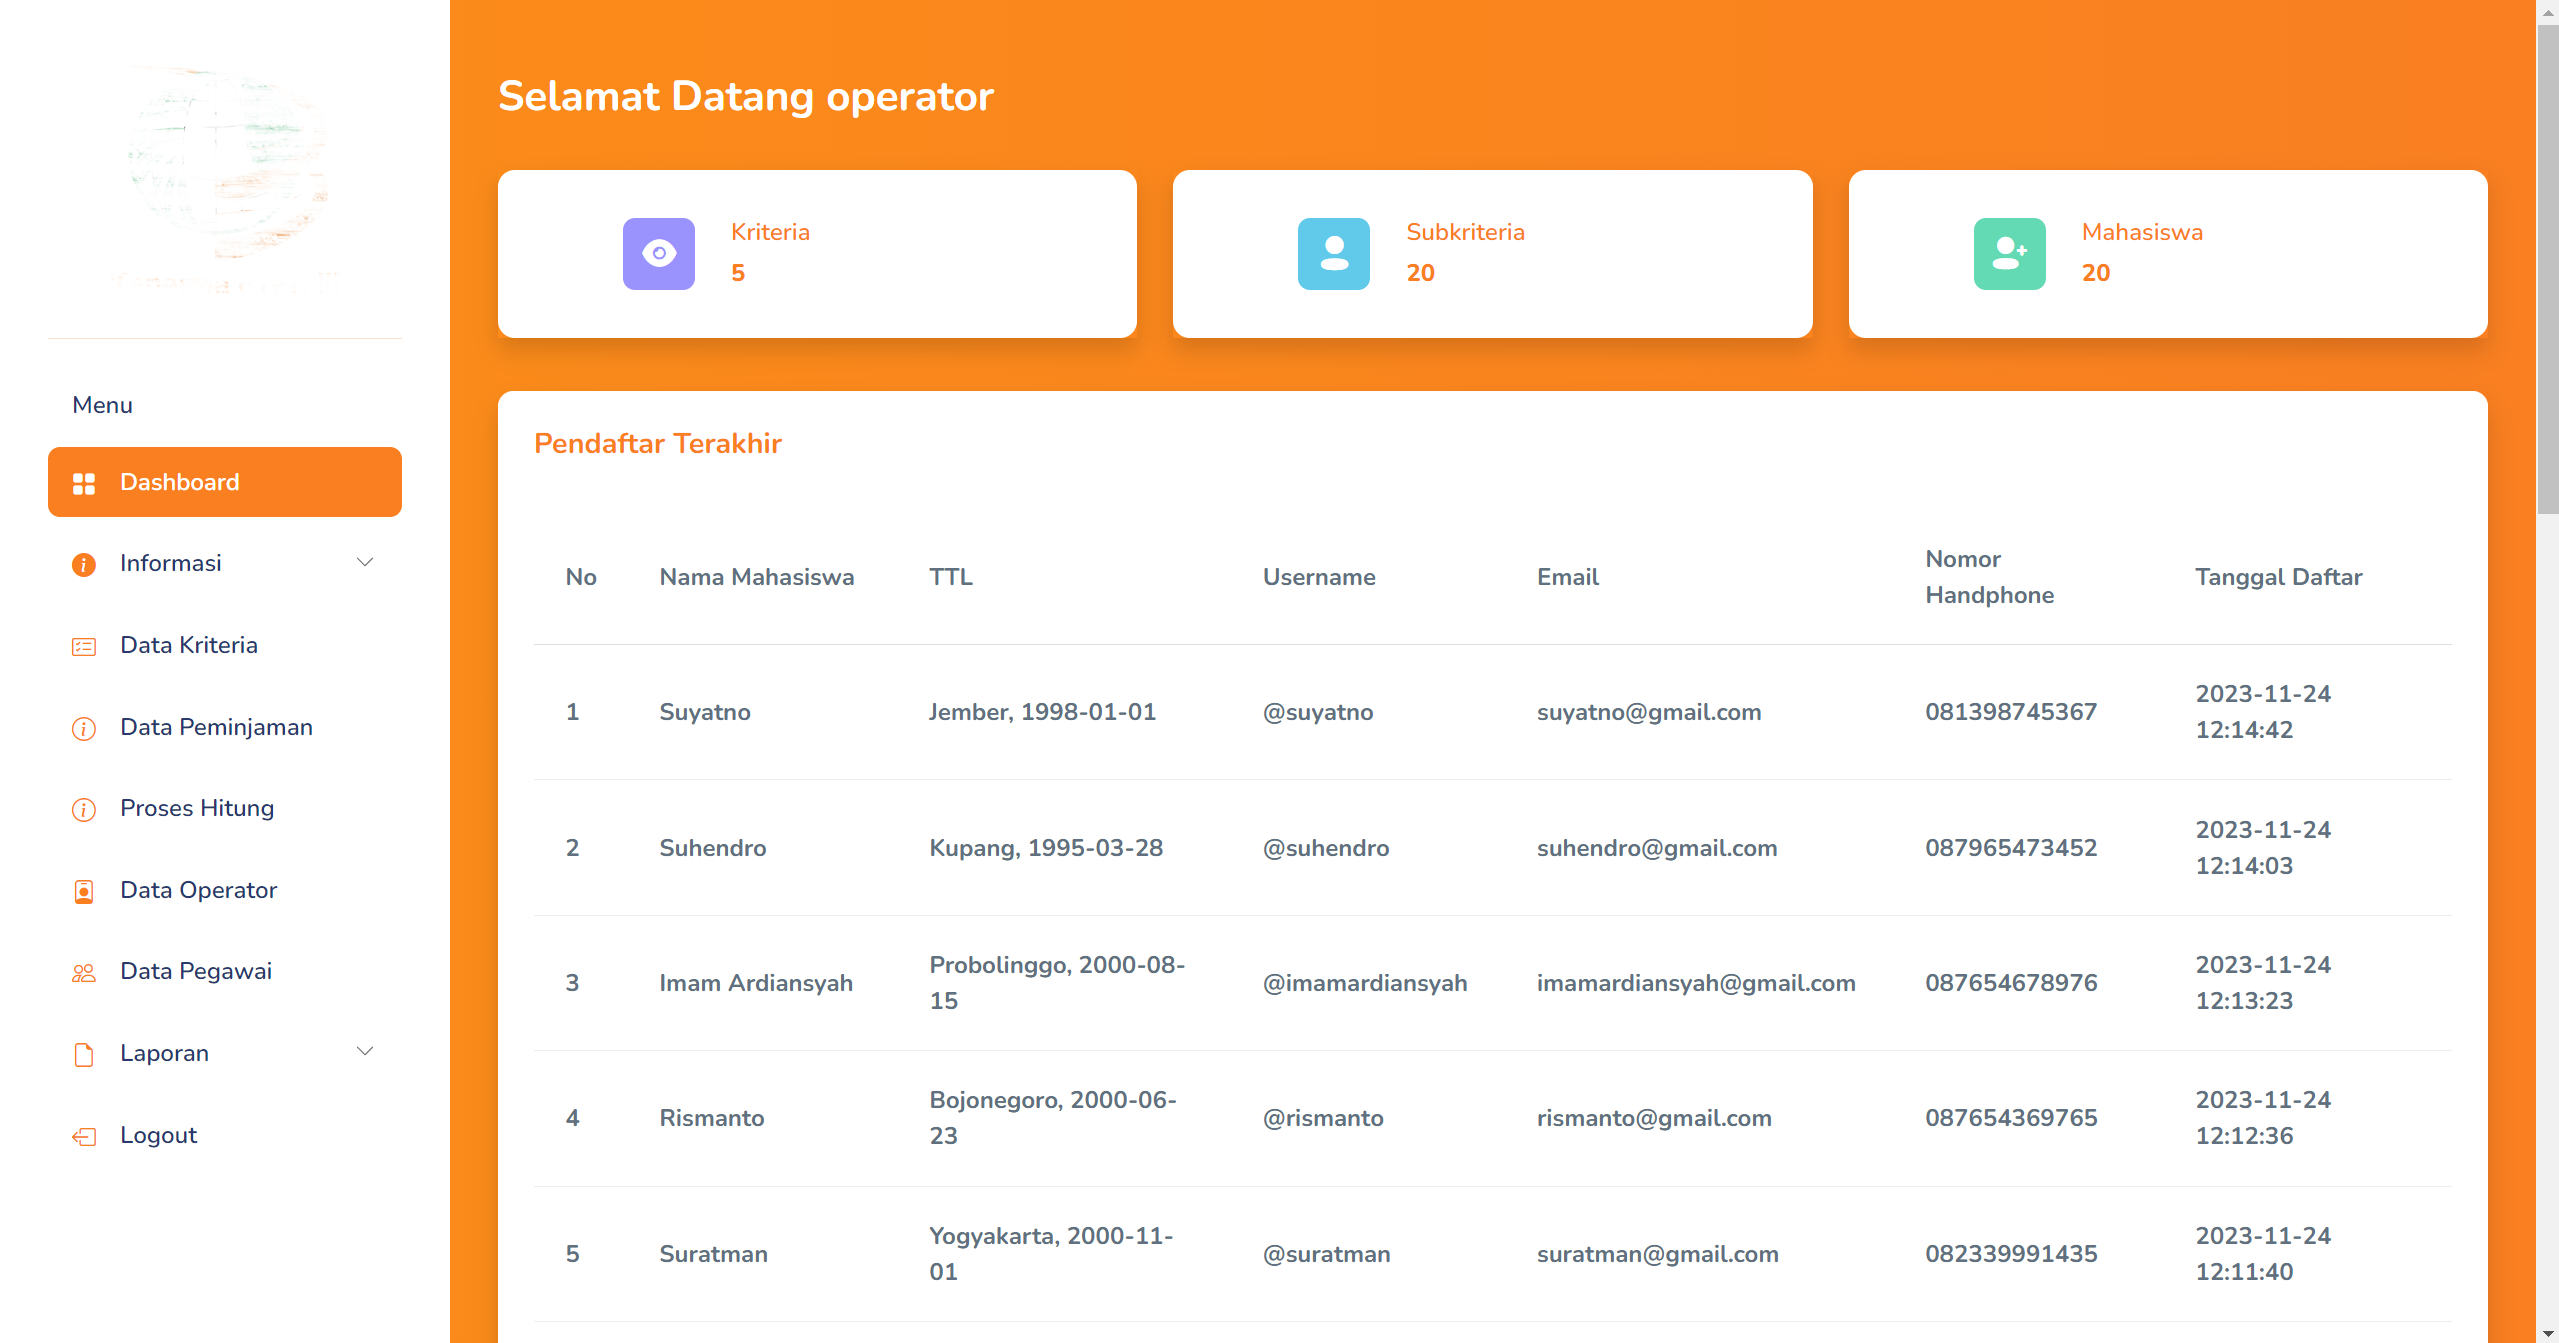 Menu
Dashboard
Informasi
Data Kriteria
Data Peminjaman
Proses Hitung
Data Operator
Data Pegawai
Laporan
Logout
Selamat Datang operator
Kriteria
5
Subkriteria
20
Mahasiswa
20
Pendaftar Terakhir
No Nama Mahasiswa TTL Username Email Nomor Handphone Tanggal Daftar
1 Suyatno Jember, 1998-01-01 @suyatno suyatno@gmail.com 081398745367 2023-11-24 12:14:42
2 Suhendro Kupang, 1995-03-28 @suhendro suhendro@gmail.com 087965473452 2023-11-24 12:14:03
3 Imam Ardiansyah Probolinggo, 2000-08-15 @imamardiansyah imamardiansyah@gmail.com 087654678976 2023-11-24 12:13:23
4 Rismanto Bojonegoro, 2000-06-23 @rismanto rismanto@gmail.com 087654369765 2023-11-24 12:12:36
5 Suratman Yogyakarta, 2000-11-01 @suratman suratman@gmail.com 082339991435 2023-11-24 12:11:40